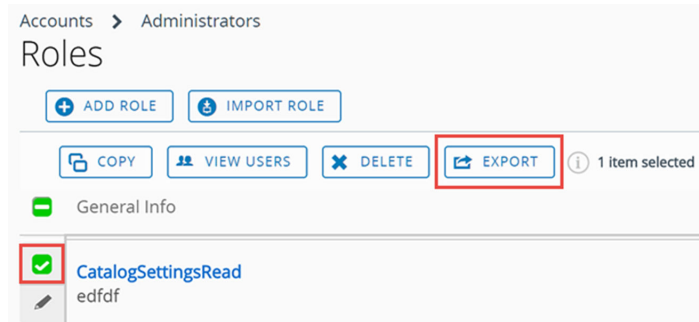 Accounts > Administrators
Roles
ADD ROLE IMPORT ROLE
COPY VIEW USERS DELETE EXPORT i 1 item selected
General Info
CatalogSettingsRead
edfdf